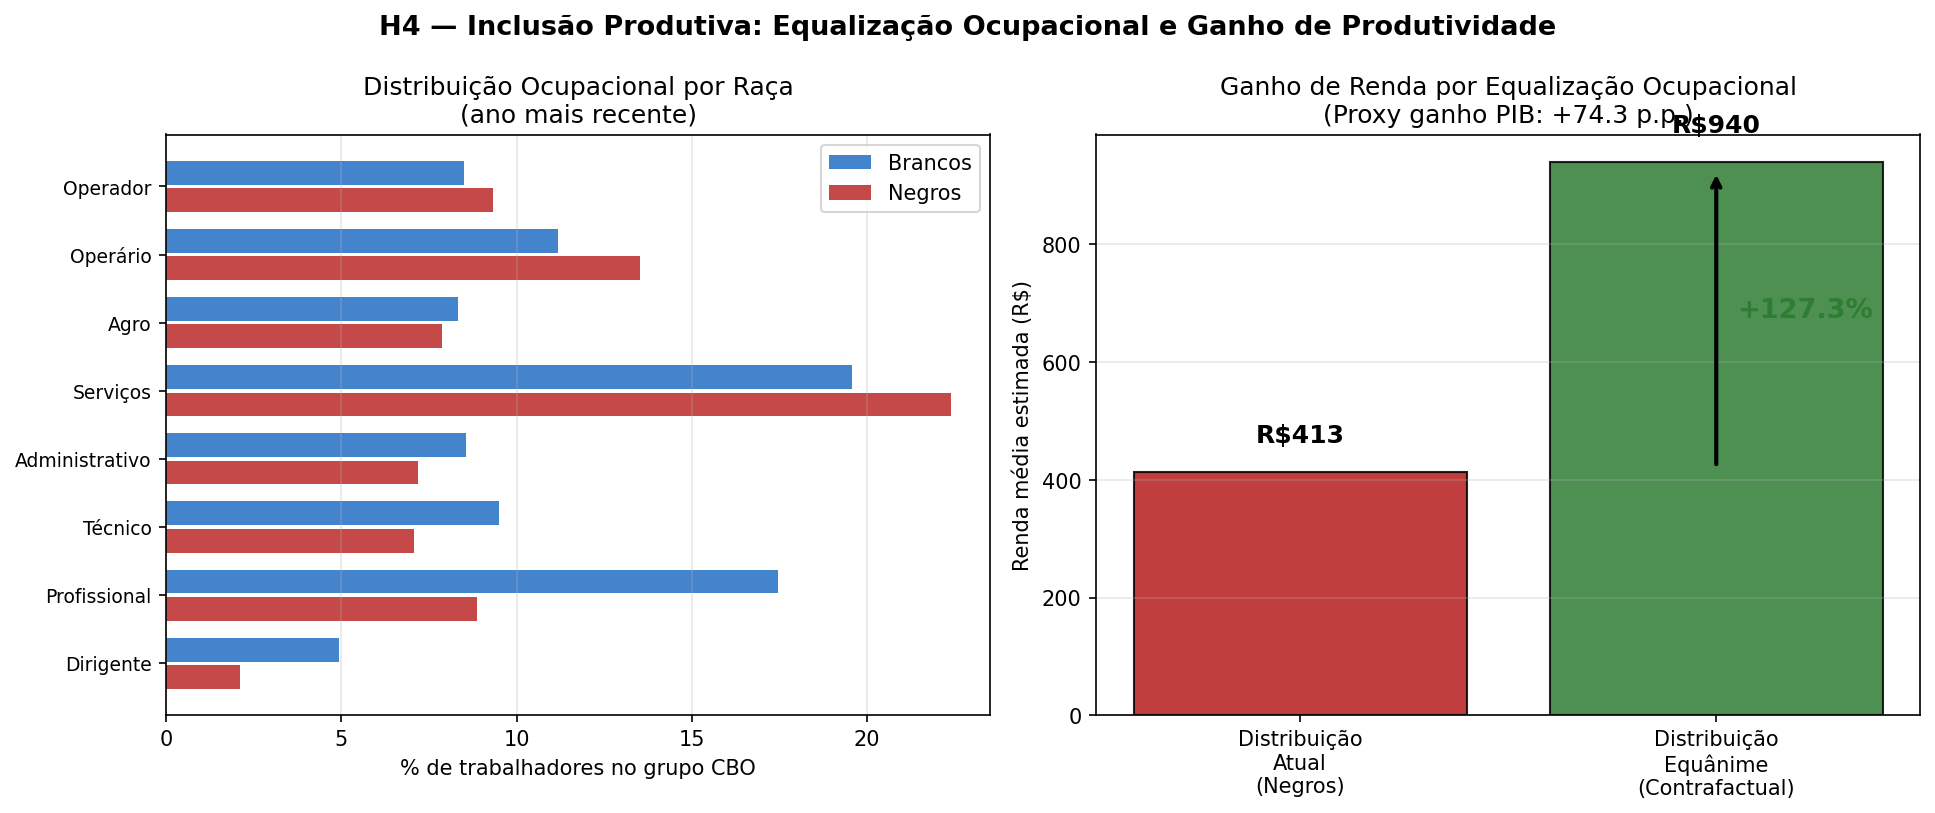 H4 — Inclusão Produtiva: Equalização Ocupacional e Ganho de Produtividade
Distribuição Ocupacional por Raça
(ano mais recente)
Brancos
Negros
Operador
Operário
Agro
Serviços
Administrativo
Técnico
Profissional
Dirigente
0 5 10 15 20
% de trabalhadores no grupo CBO
Ganho de Renda por Equalização Ocupacional
(Proxy ganho PIB: +74.3 p.p.)
R$940
+127.3%
R$413
Renda média estimada (R$)
800
600
400
200
0
Distribuição
Atual
(Negros)
Distribuição
Equânime
(Contrafactual)